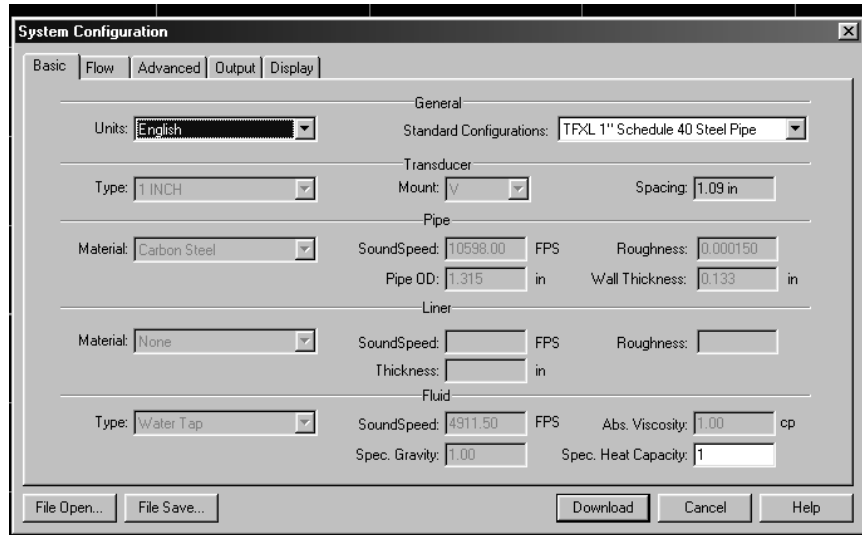 System Configuration
Basic Flow Advanced Output Display
General
Units: English Standard Configurations: TFXL 1" Schedule 40 Steel Pipe
Transducer
Type: 1 INCH Mount: V Spacing: 1.09 in
Pipe
Material: Carbon Steel SoundSpeed: 10598.00 FPS Roughness: 0.000150
Pipe OD: 1.315 in Wall Thickness: 0.133 in
Liner
Material: None SoundSpeed: FPS Roughness:
Thickness: in
Fluid
Type: Water Tap SoundSpeed: 4911.50 FPS Abs. Viscosity: 1.00 cp
Spec. Gravity: 1.00 Spec. Heat Capacity: 1
File Open... File Save... Download Cancel Help